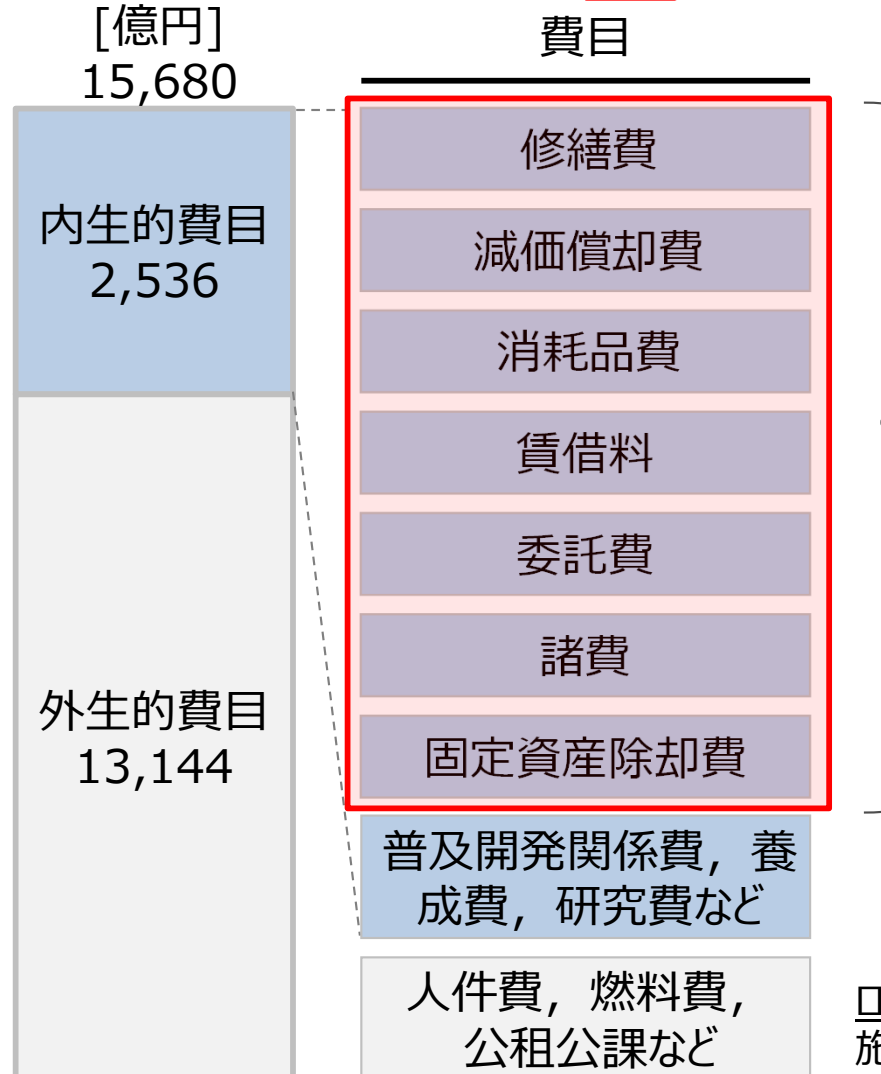 [億円]
15,680
内生的費目
2,536
外生的費目
13,144
費目
修繕費
減価償却費
消耗品費
賃借料
委託費
諸費
固定資産除却費
普及開発関係費，養
成費，研究費など
人件費，燃料費，
公租公課など
施